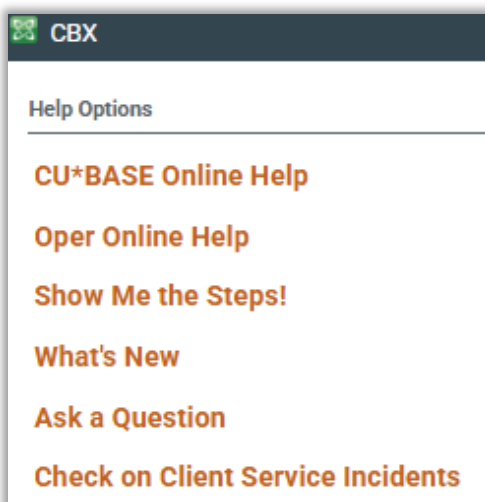 CBX
Help Options
CU*BASE Online Help
Oper Online Help
Show Me the Steps!
What's New
Ask a Question
Check on Client Service Incidents